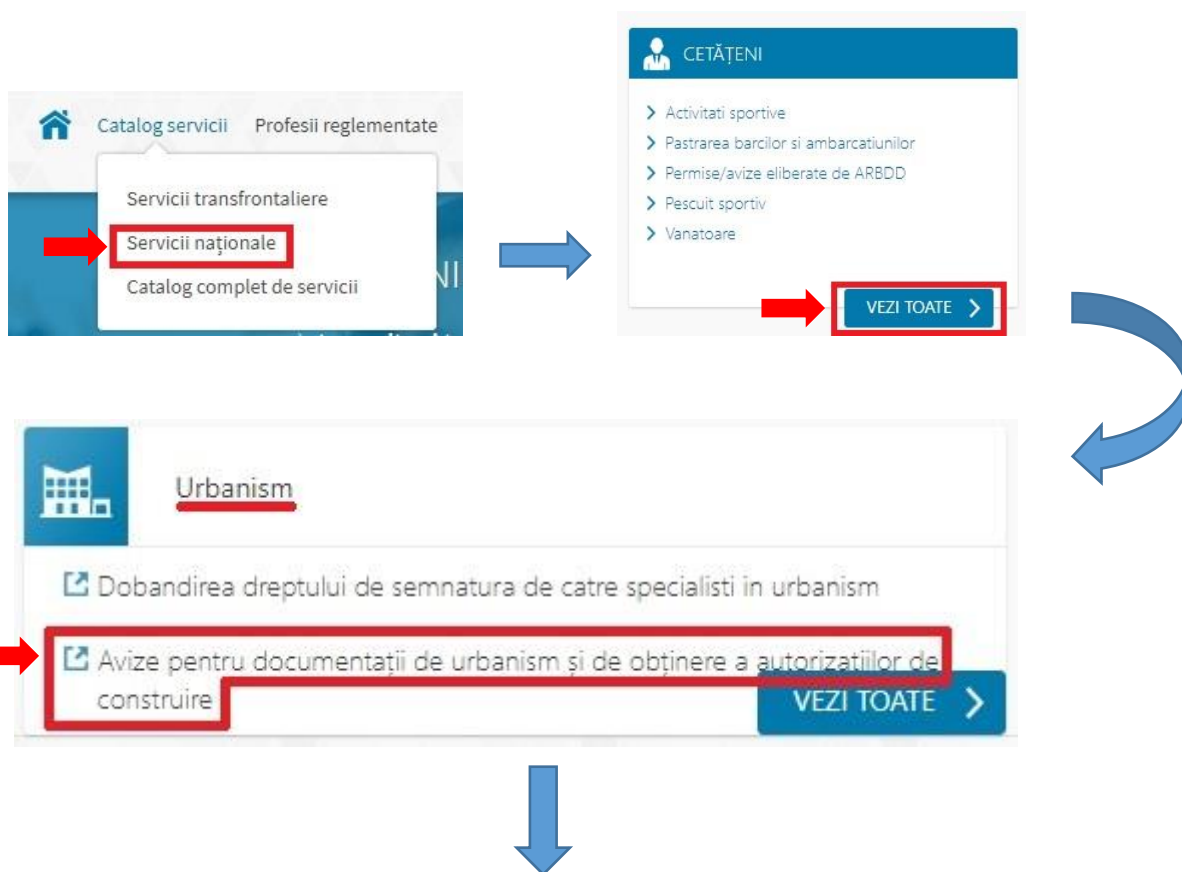 Catalog servicii Profesii reglementate
Servicii transfrontaliere
Servicii naționale
Catalog complet de servicii
NI
CETĂȚENI
Activitati sportive
Pastrarea barcilor si ambarcatiunilor
Permise/avize eliberate de ARBDD
Pescuit sportiv
Vanatoare
VEZI TOATE
Urbanism
Dobandirea dreptului de semnatura de catre specialisti in urbanism
Avize pentru documentații de urbanism și de obținere a autorizațiilor de
construire
VEZI TOATE